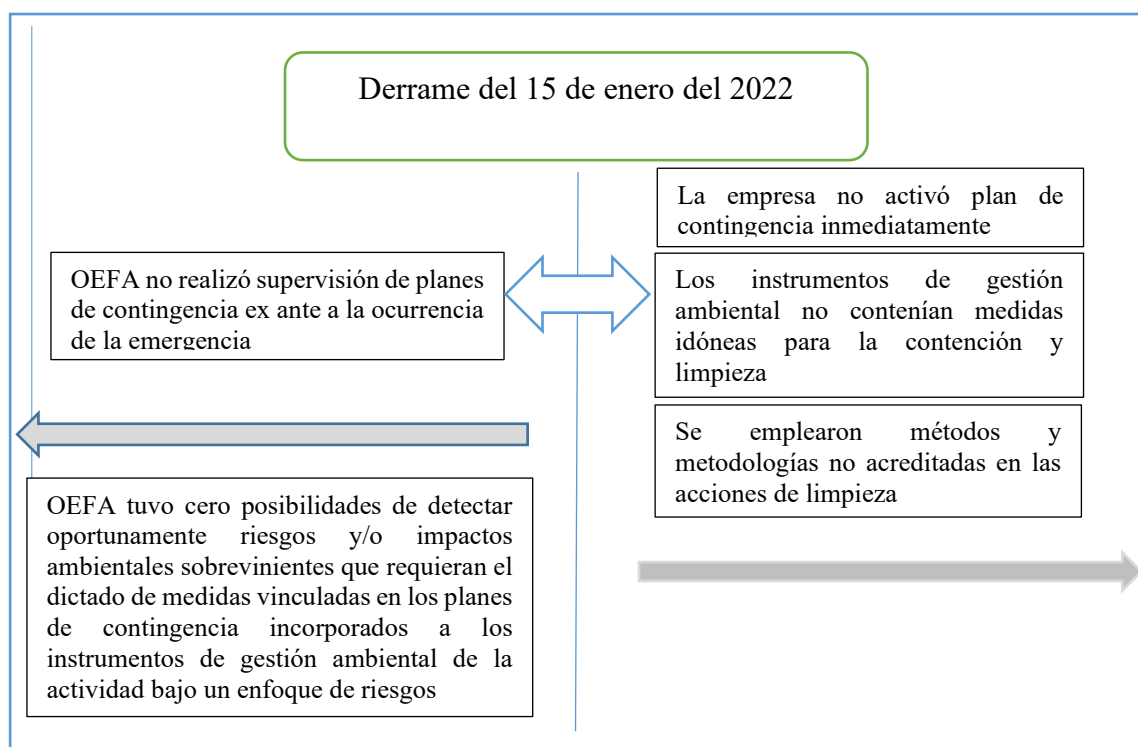 Derrame del 15 de enero del 2022
La empresa no activó plan de
contingencia inmediatamente
OEFA no realizó supervisión de planes
de contingencia ex ante a la ocurrencia
de la emergencia
Los instrumentos de gestión
ambiental no contenían medidas
idóneas para la contención y
limpieza
Se emplearon métodos y
metodologías no acreditadas en las
acciones de limpieza
OEFA tuvo cero posibilidades de detectar
oportunamente riesgos y/o impactos
ambientales sobrevinientes que requieran el
dictado de medidas vinculadas en los planes
de contingencia incorporados a los
instrumentos de gestión ambiental de la
actividad bajo un enfoque de riesgos